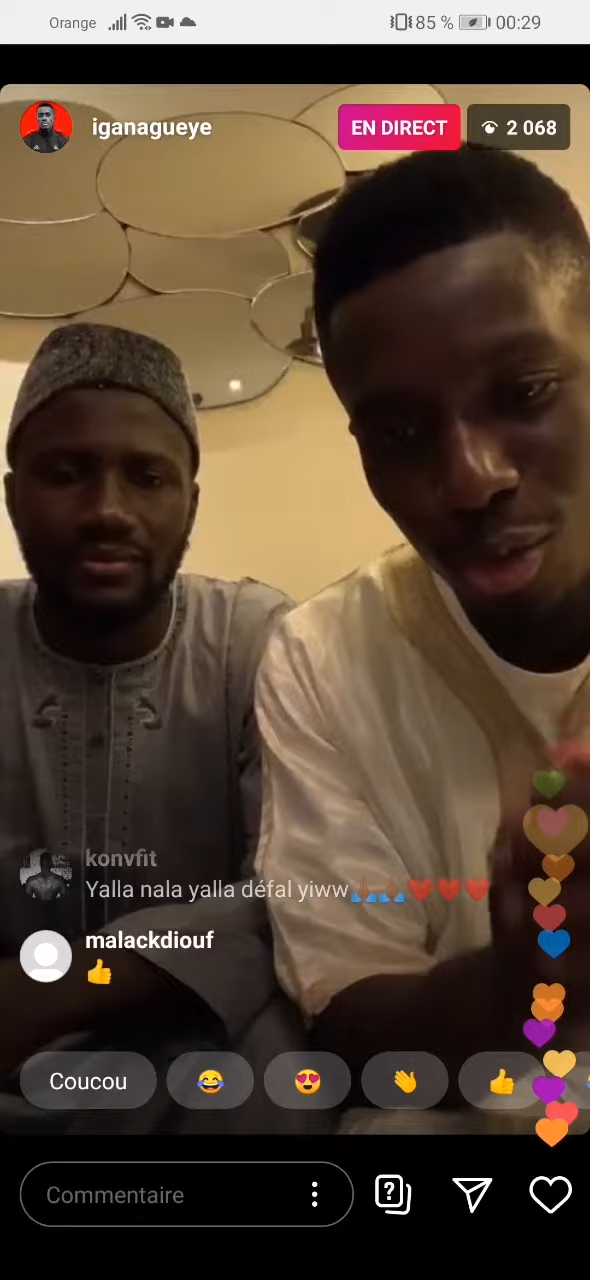 Orange 85 % 00:29
iganagueye EN DIRECT 2 068
konvfit
Yalla nala yalla défal yiww🙏🏾🙏🏾🙏🏾❤️❤️❤️
malackdiouf
👍
Coucou 😂 😍 👋 👍
Commentaire